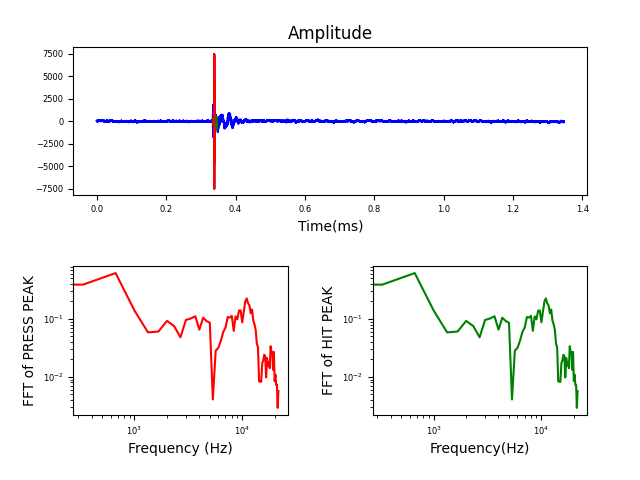 Amplitude
7500
5000
2500
0
−2500
−5000
−7500
0.0 0.2 0.4 0.6 0.8 1.0 1.2 1.4
Time(ms)
FFT of PRESS PEAK
10⁻¹
10⁻²
10³ 10⁴
Frequency (Hz)
FFT of HIT PEAK
10⁻¹
10⁻²
10³ 10⁴
Frequency(Hz)